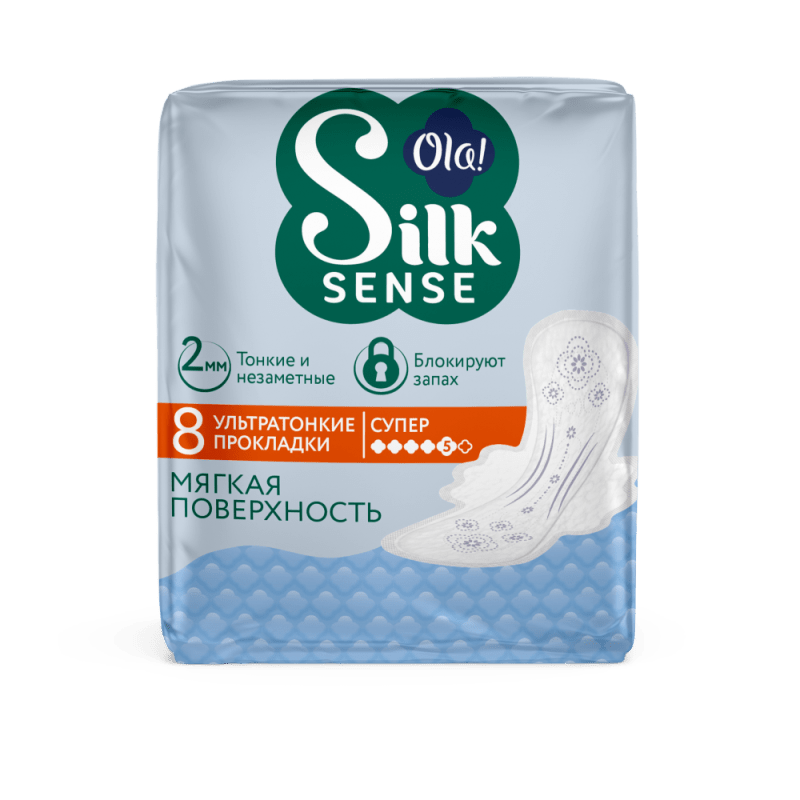 Ola!
Silk
SENSE
2мм
Тонкие и
незаметные
Блокируют
запах
8
УЛЬТРАТОНКИЕ
ПРОКЛАДКИ
СУПЕР
5
МЯГКАЯ
ПОВЕРХНОСТЬ